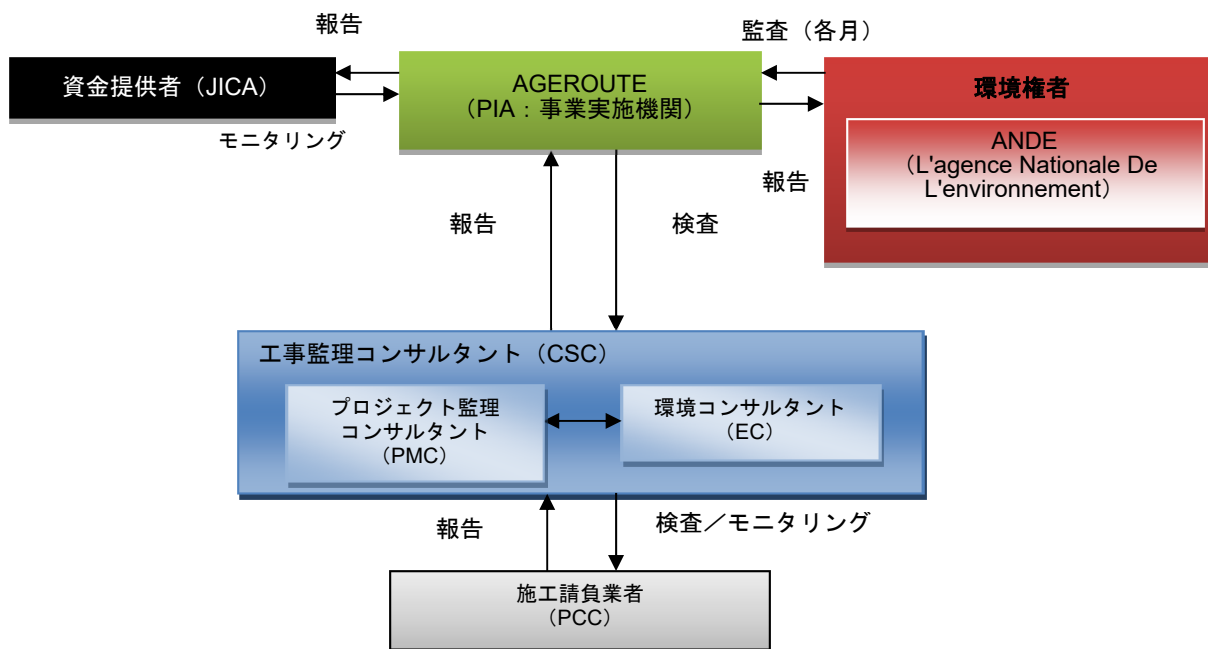 報告
監査（各月）
資金提供者（JICA）
AGEROUTE
（PIA：事業実施機関）
環境権者
モニタリング
ANDE
（L'agence Nationale De
L'environnement）
報告
報告
検査
工事監理コンサルタント（CSC）
プロジェクト監理
コンサルタント
（PMC）
環境コンサルタント
（EC）
報告
検査／モニタリング
施工請負業者
（PCC）